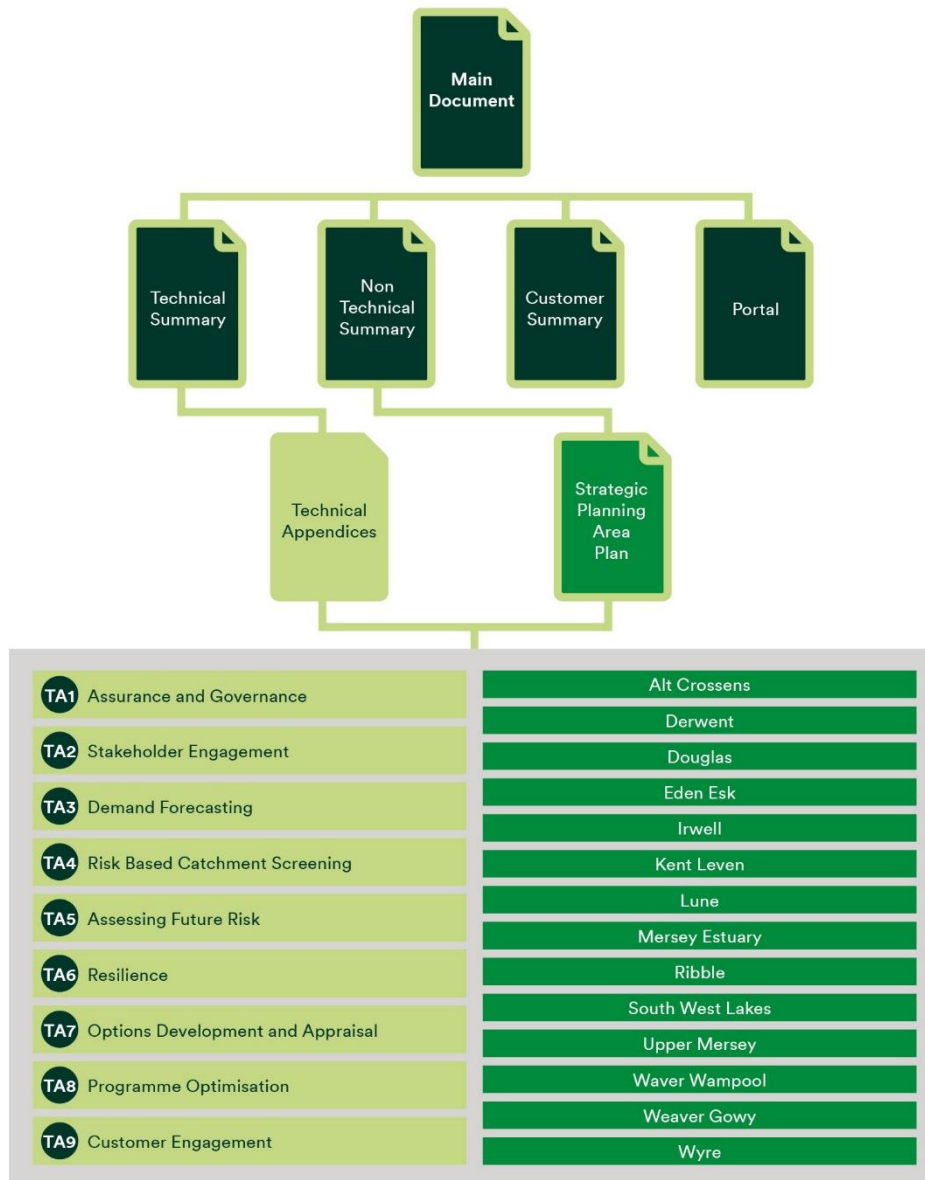 Main
Document
Technical
Summary
Non
Technical
Summary
Customer
Summary
Portal
Technical
Appendices
Strategic
Planning
Area
Plan
TA1 Assurance and Governance
TA2 Stakeholder Engagement
TA3 Demand Forecasting
TA4 Risk Based Catchment Screening
TA5 Assessing Future Risk
TA6 Resilience
TA7 Options Development and Appraisal
TA8 Programme Optimisation
TA9 Customer Engagement
Alt Crossens
Derwent
Douglas
Eden Esk
Irwell
Kent Leven
Lune
Mersey Estuary
Ribble
South West Lakes
Upper Mersey
Waver Wampool
Weaver Gowy
Wyre